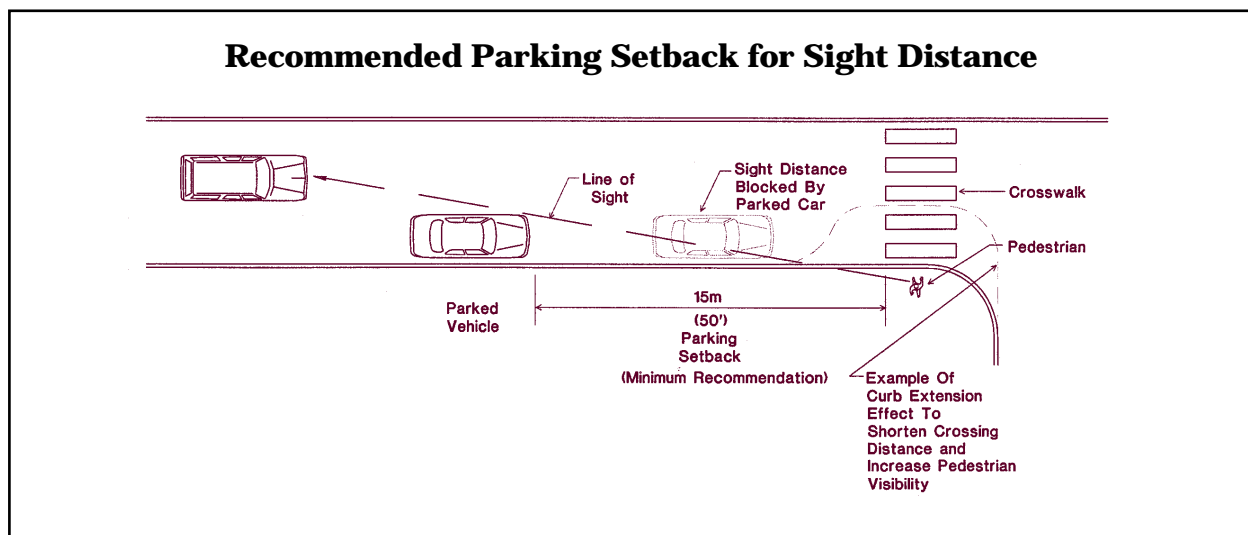 Recommended Parking Setback for Sight Distance
Line of
Sight
Sight Distance
Blocked By
Parked Car
Crosswalk
Pedestrian
Parked
Vehicle
15m
(50')
Parking
Setback
(Minimum Recommendation)
Example Of
Curb Extension
Effect To
Shorten Crossing
Distance and
Increase Pedestrian
Visibility